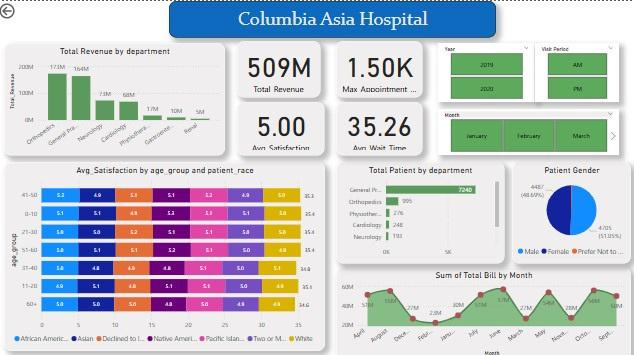 Columbia Asia Hospital
Total Revenue by department
Total_Revenue
200M
100M
0M
173M
164M
73M
68M
17M
10M
5M
Orthopedics
General Pra...
Neurology
Cardiology
Physiothera...
Gastroente...
Renal
509M
Total Revenue
1.50K
Max Appointment ...
5.00
Avg Satisfaction
35.26
Avg Wait Time
Year
2019
2020
Visit Period
AM
PM
Month
January
February
March
Avg_Satisfaction by age_group and patient_race
age_group
41-50
0-10
21-30
51-60
31-40
11-20
60+
35.3
35.4
35.4
35.4
34.8
35.1
34.6
0 5 10 15 20 25 30 35
African Americ... Asian Declined to I... Native Ameri... Pacific Islan... Two or M... White
Total Patient by department
General Pr... 7240
Orthopedics 995
Physiother... 276
Cardiology 248
Neurology 193
0K 5K
Patient Gender
4487
(48.69%)
4705
(51.05%)
Male Female Prefer Not to ...
Sum of Total Bill by Month
60M
40M
20M
April
August
Dece...
Febr...
Janu...
July
June
March
May
Nove...
Octo...
Sept...
Month